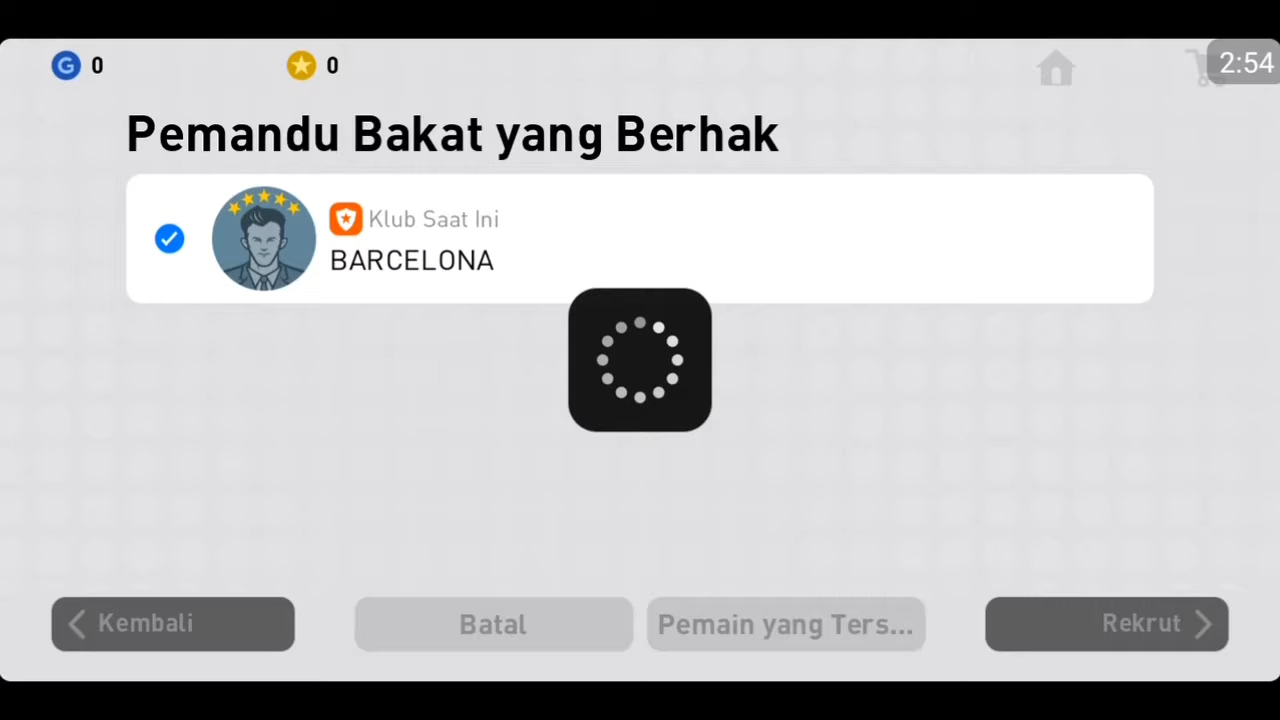 G 0
0
2:54
Pemandu Bakat yang Berhak
Klub Saat Ini
BARCELONA
Kembali
Batal
Pemain yang Ters...
Rekrut